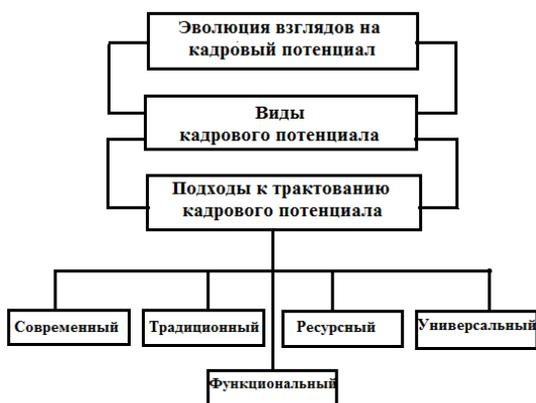 Эволюция взглядов на
кадровый потенциал
Виды
кадрового потенциала
Подходы к трактованию
кадрового потенциала
Современный
Традиционный
Ресурсный
Универсальный
Функциональный